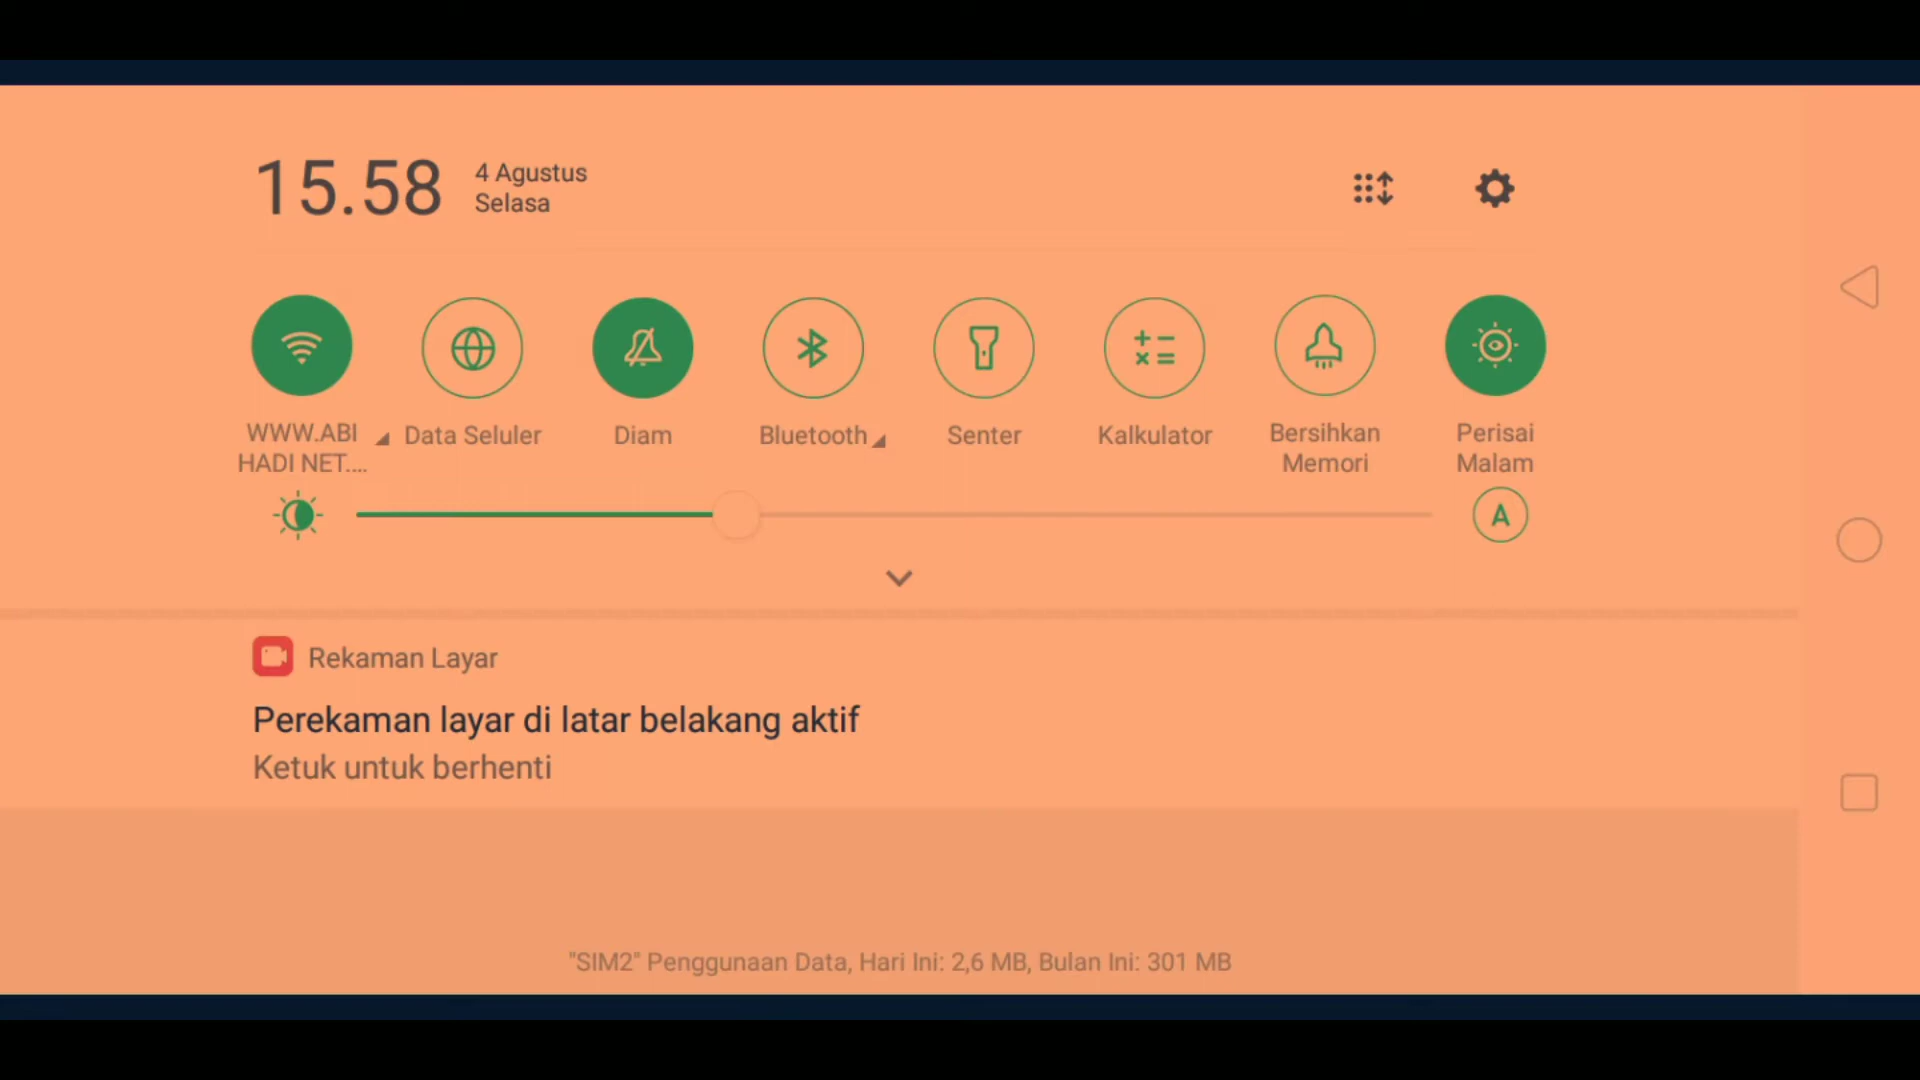 15.58
4 Agustus
Selasa
WWW.ABI
HADI NET....
Data Seluler
Diam
Bluetooth
Senter
Kalkulator
Bersihkan
Memori
Perisai
Malam
A
Rekaman Layar
Perekaman layar di latar belakang aktif
Ketuk untuk berhenti
"SIM2" Penggunaan Data, Hari Ini: 2,6 MB, Bulan Ini: 301 MB